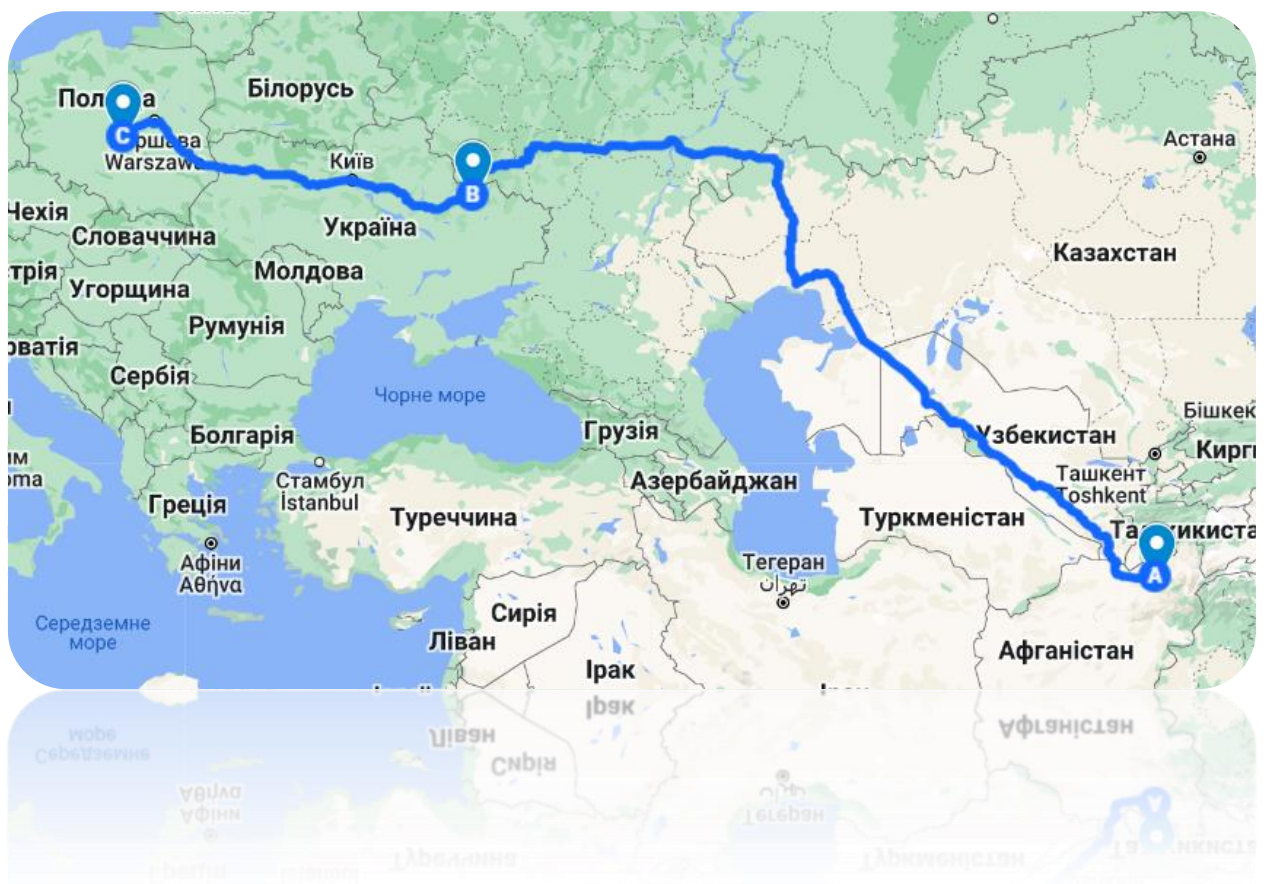 Білорусь
Астана
Варшава
Warszawa
Київ
Чехія
Україна
Словаччина
Казахстан
Молдова
Угорщина
Румунія
Сербія
Чорне море
Бішкек
Болгарія
Грузія
Узбекистан
Стамбул
İstanbul
Азербайджан
Ташкент
Toshkent
Греція
Туреччина
Туркменістан
Афіни
Αθήνα
Тегеран
تهران
Сирія
Середземне
море
Ліван
Афганістан
Ірак
C
B
A